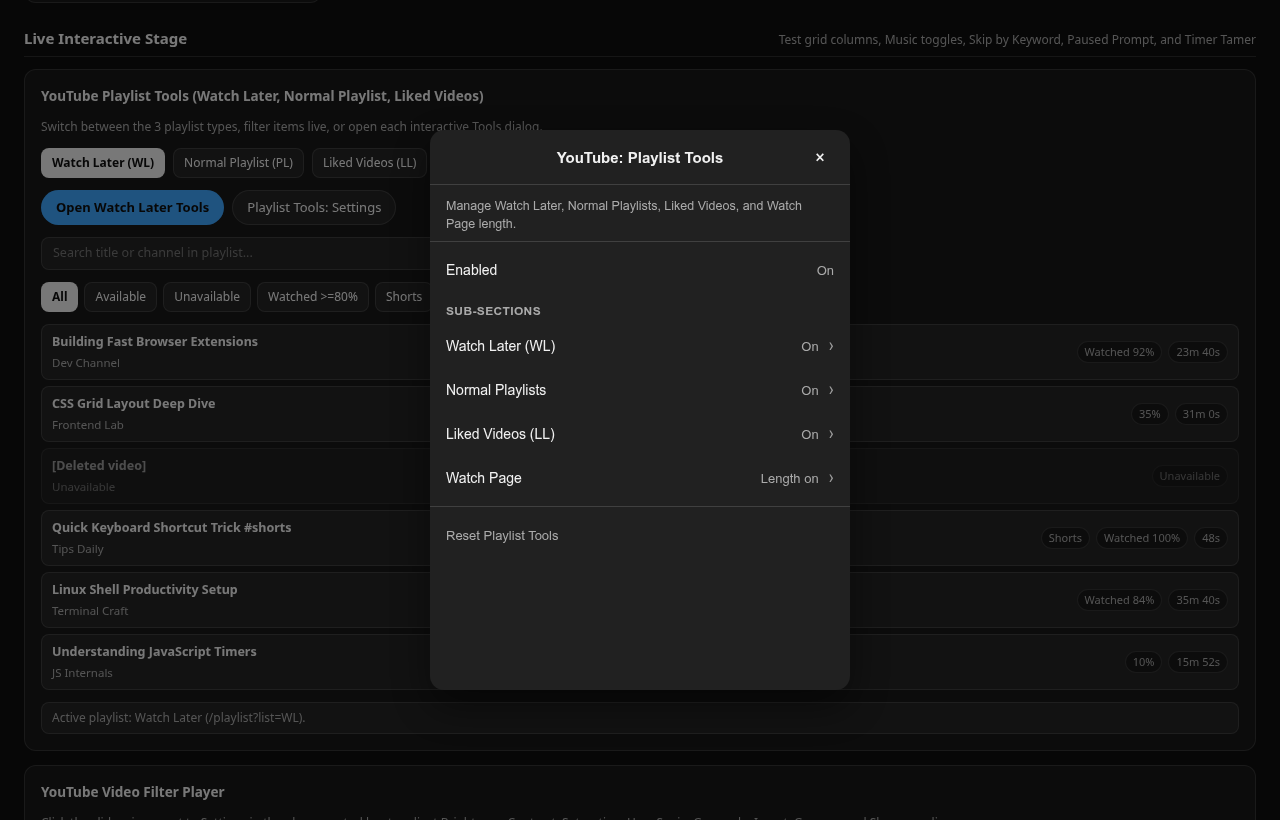 Live Interactive Stage
Test grid columns, Music toggles, Skip by Keyword, Paused Prompt, and Timer Tamer
YouTube Playlist Tools (Watch Later, Normal Playlist, Liked Videos)
Switch between the 3 playlist types, filter items live, or open each interactive Tools dialog.
Watch Later (WL)
Normal Playlist (PL)
Liked Videos (LL)
Open Watch Later Tools
Playlist Tools: Settings
Search title or channel in playlist...
All
Available
Unavailable
Watched >=80%
Shorts
Building Fast Browser Extensions
Dev Channel
Watched 92%
23m 40s
CSS Grid Layout Deep Dive
Frontend Lab
35%
31m 0s
[Deleted video]
Unavailable
Unavailable
Quick Keyboard Shortcut Trick #shorts
Tips Daily
Shorts
Watched 100%
48s
Linux Shell Productivity Setup
Terminal Craft
Watched 84%
35m 40s
Understanding JavaScript Timers
JS Internals
10%
15m 52s
Active playlist: Watch Later (/playlist?list=WL).
YouTube Video Filter Player
YouTube: Playlist Tools
×
Manage Watch Later, Normal Playlists, Liked Videos, and Watch
Page length.
Enabled
On
SUB-SECTIONS
Watch Later (WL)
On ›
Normal Playlists
On ›
Liked Videos (LL)
On ›
Watch Page
Length on ›
Reset Playlist Tools